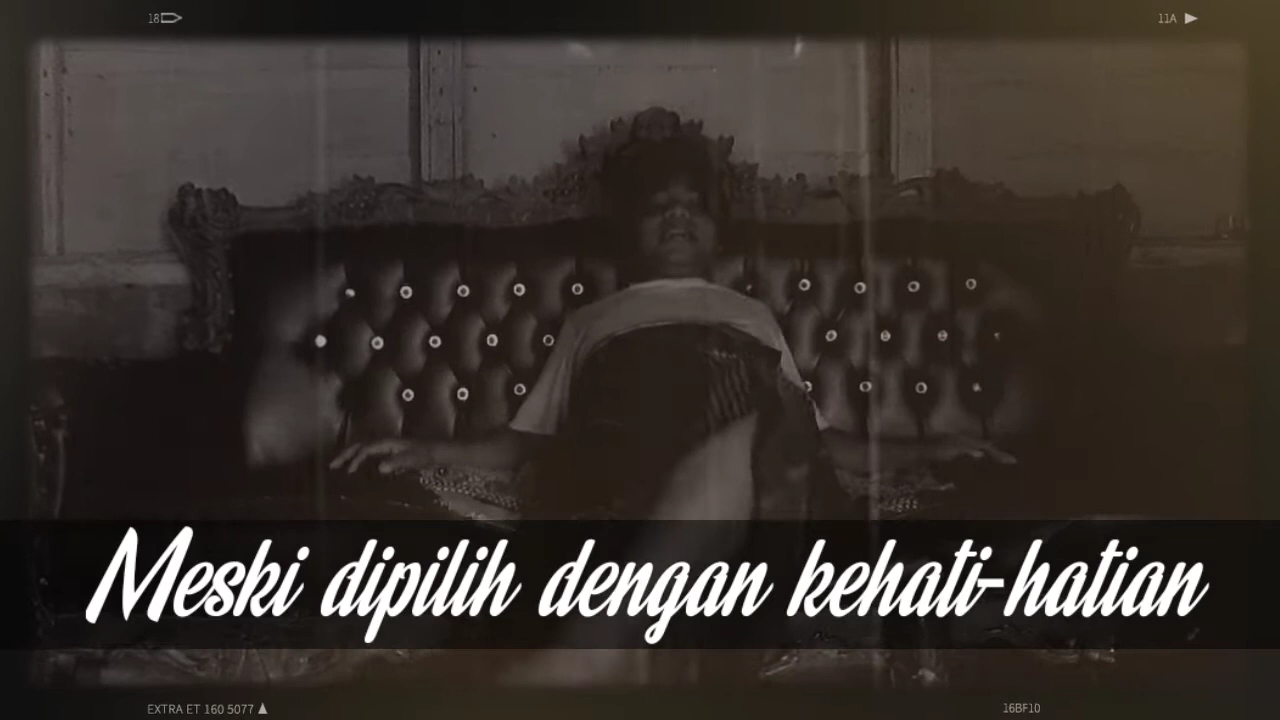 18
11A
Meski dipilih dengan kehati-hatian
EXTRA ET 160 5077
16BF10